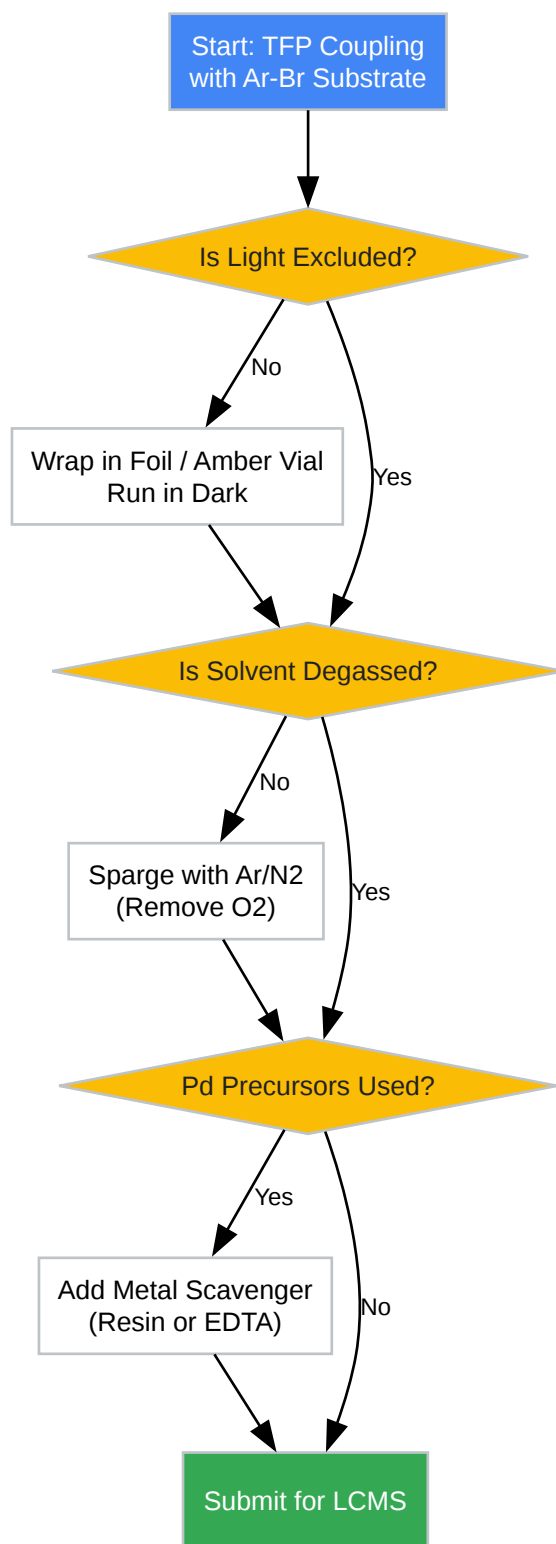 Start: TFP Coupling
with Ar-Br Substrate
Is Light Excluded?
No
Wrap in Foil / Amber Vial
Run in Dark
Yes
Is Solvent Degassed?
No
Sparge with Ar/N2
(Remove O2)
Yes
Pd Precursors Used?
Yes
Add Metal Scavenger
(Resin or EDTA)
No
Submit for LCMS